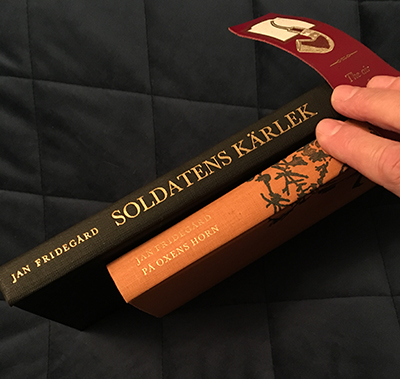 JAN FRIDEGÅRD SOLDATENS KÄRLEK
JAN FRIDEGÅRD
PÅ OXENS HORN